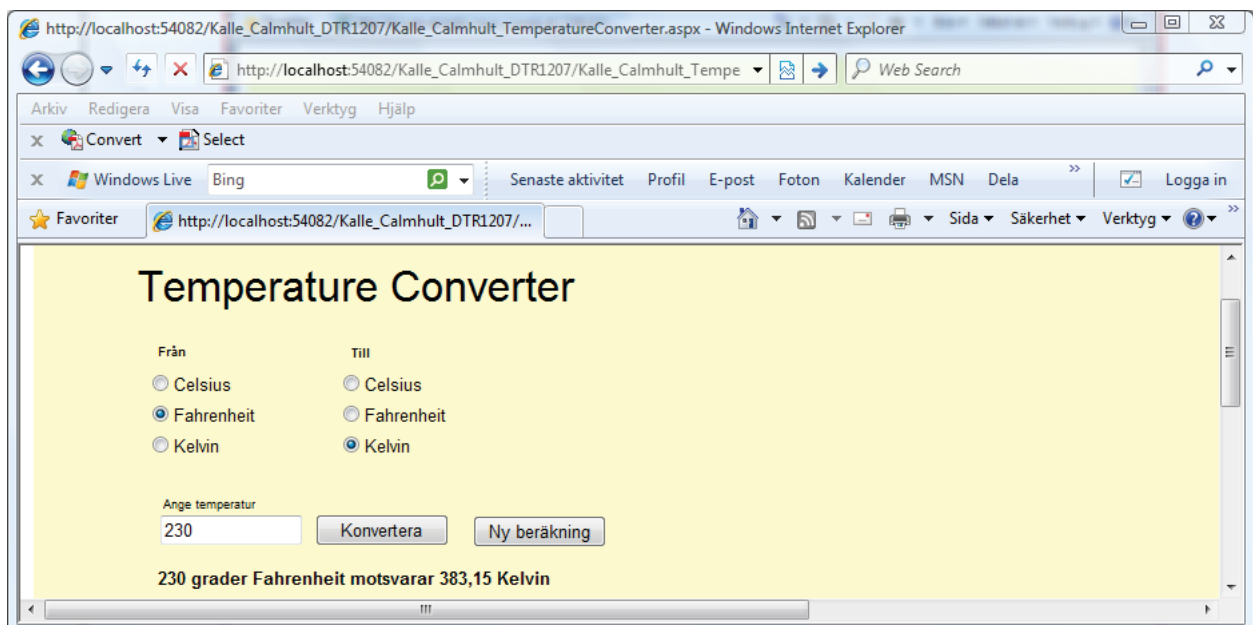 http://localhost:54082/Kalle_Calmhult_DTR1207/Kalle_Calmhult_TemperatureConverter.aspx - Windows Internet Explorer
http://localhost:54082/Kalle_Calmhult_DTR1207/Kalle_Calmhult_Tempe Web Search
Arkiv Redigera Visa Favoriter Verktyg Hjälp
x Convert Select
x Windows Live Bing Senaste aktivitet Profil E-post Foton Kalender MSN Dela » Logga in
Favoriter http://localhost:54082/Kalle_Calmhult_DTR1207/... Sida Säkerhet Verktyg »
Temperature Converter
Från Till
Celsius Celsius
Fahrenheit Fahrenheit
Kelvin Kelvin
Ange temperatur
230 Konvertera Ny beräkning
230 grader Fahrenheit motsvarar 383,15 Kelvin